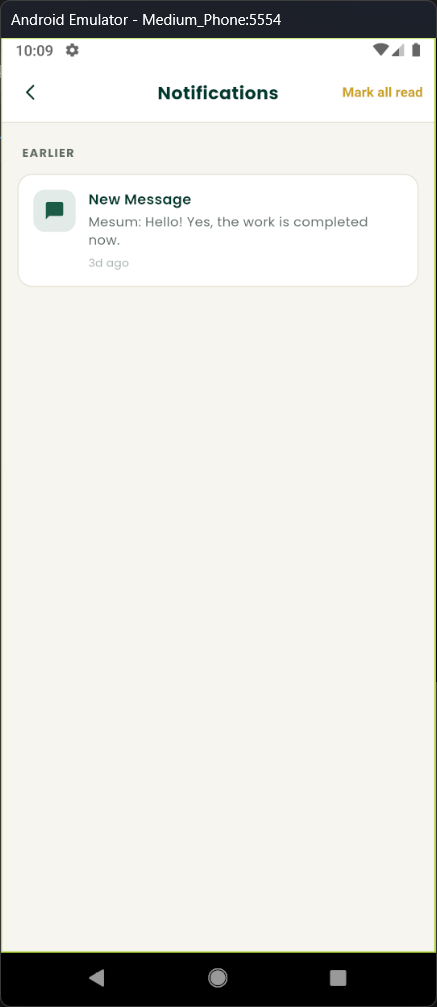 Android Emulator - Medium_Phone:5554
10:09
Notifications
Mark all read
EARLIER
New Message
Mesum: Hello! Yes, the work is completed
now.
3d ago